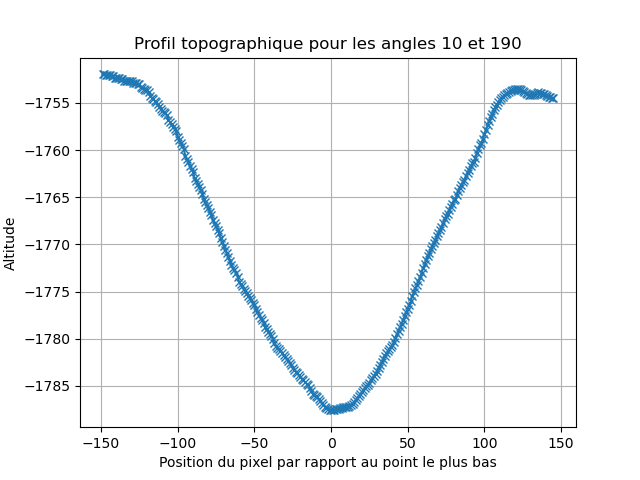 Profil topographique pour les angles 10 et 190
Altitude
−1755
−1760
−1765
−1770
−1775
−1780
−1785
−150 −100 −50 0 50 100 150
Position du pixel par rapport au point le plus bas